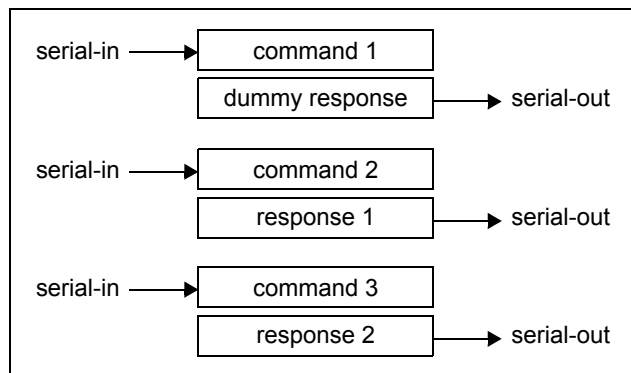 serial-in command 1
dummy response serial-out
serial-in command 2
response 1 serial-out
serial-in command 3
response 2 serial-out